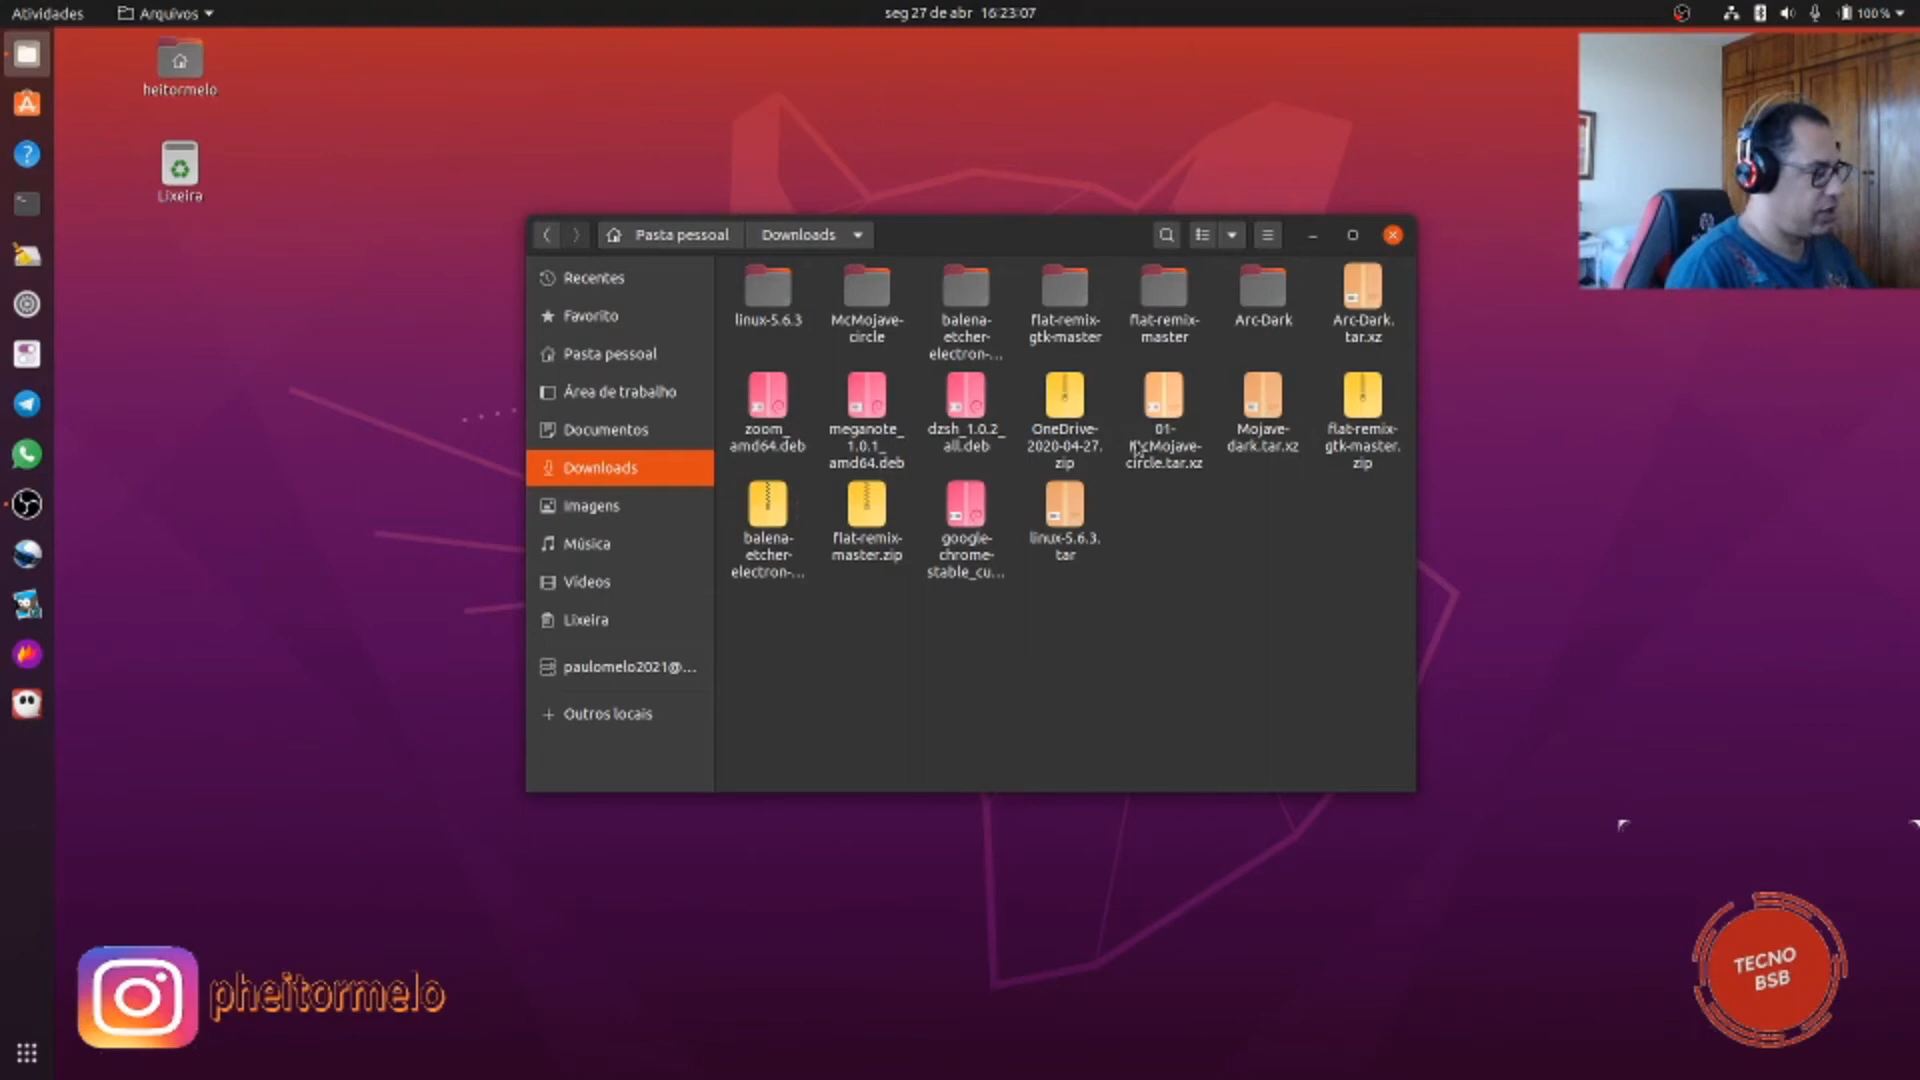 Atividades
Arquivos
seg 27 de abr 16:23:07
100%
heitormelo
Lixeira
Pasta pessoal
Downloads
Recentes
Favorito
Pasta pessoal
Área de trabalho
Documentos
Downloads
Imagens
Música
Vídeos
Lixeira
paulomelo2021@...
Outros locais
linux-5.6.3
McMojave-
circle
balena-
etcher-
electron-...
flat-remix-
gtk-master
flat-remix-
master
Arc-Dark
Arc-Dark.
tar.xz
zoom_
amd64.deb
meganote_
1.0.1_
amd64.deb
dzsh_1.0.2_
all.deb
OneDrive-
2020-04-27.
zip
01-
McMojave-
circle.tar.xz
Mojave-
dark.tar.xz
flat-remix-
gtk-master.
zip
balena-
etcher-
electron-...
flat-remix-
master.zip
google-
chrome-
stable_cu...
linux-5.6.3.
tar
pheitormelo
TECNO
BSB